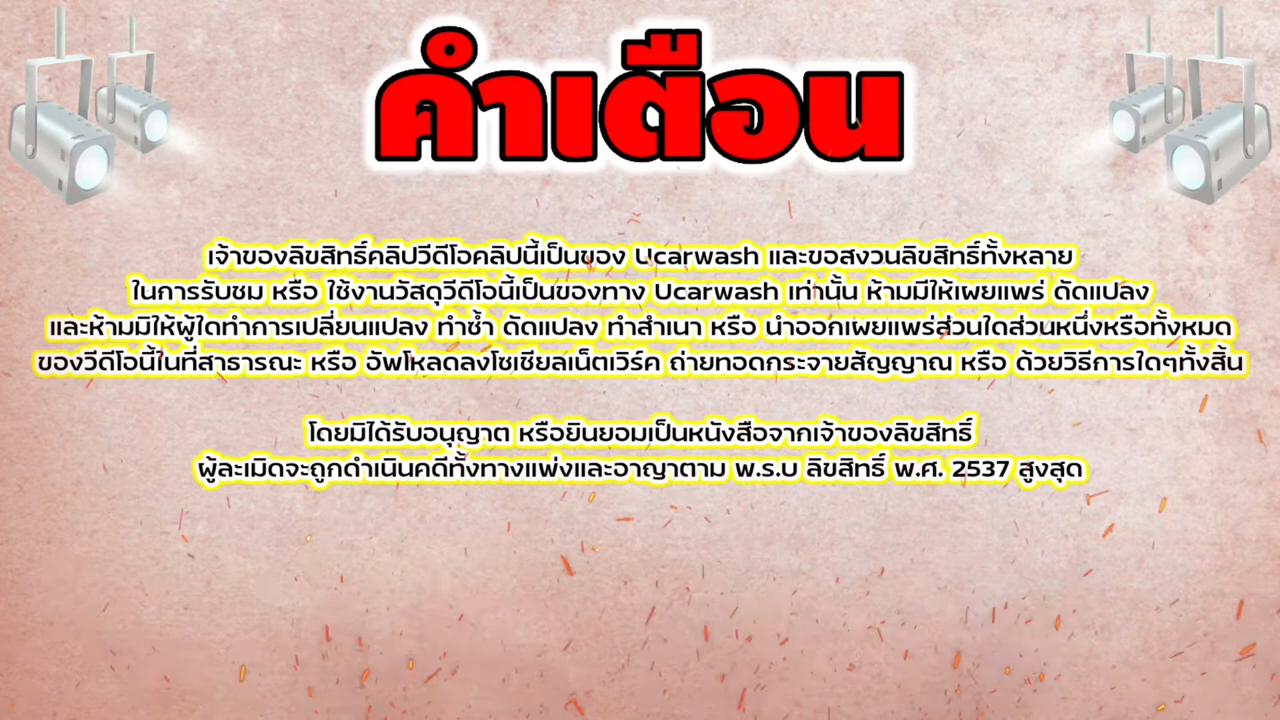 คำเตือน
เจ้าของลิขสิทธิ์คลิปวีดีโอคลิปนี้เป็นของ Ucarwash และขอสงวนลิขสิทธิ์ทั้งหลาย
ในการรับชม หรือ ใช้งานวัสดุวีดีโอนี้เป็นของทาง Ucarwash เท่านั้น ห้ามมีให้เผยแพร่ ดัดแปลง
และห้ามมิให้ผู้ใดทำการเปลี่ยนแปลง ทำซ้ำ ดัดแปลง ทำสำเนา หรือ นำออกเผยแพร่ส่วนใดส่วนหนึ่งหรือทั้งหมด
ของวีดีโอนี้ในที่สาธารณะ หรือ อัพโหลดลงโซเชียลเน็ตเวิร์ค ถ่ายทอดกระจายสัญญาณ หรือ ด้วยวิธีการใดๆทั้งสิ้น
โดยมิได้รับอนุญาต หรือยินยอมเป็นหนังสือจากเจ้าของลิขสิทธิ์
ผู้ละเมิดจะถูกดำเนินคดีทั้งทางแพ่งและอาญาตาม พ.ร.บ ลิขสิทธิ์ พ.ศ. 2537 สูงสุด